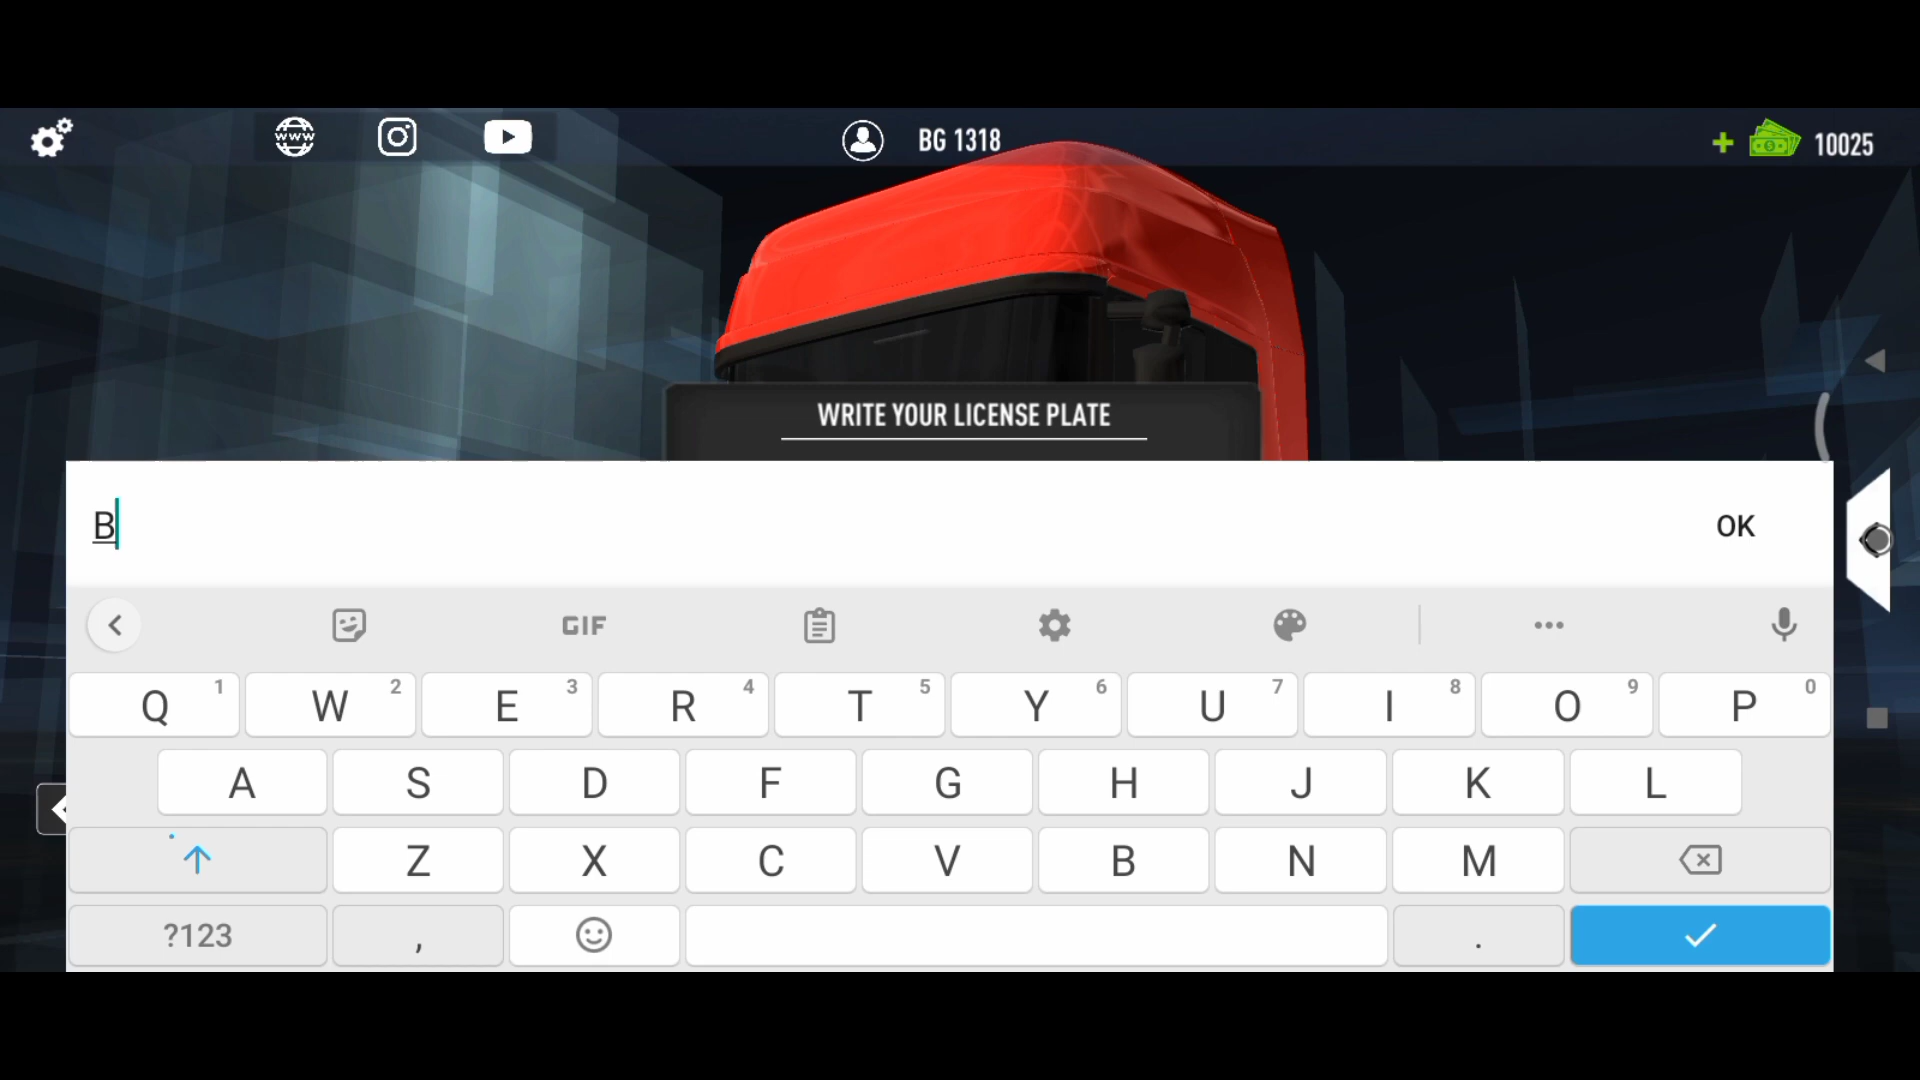 www
BG 1318
+ 10025
WRITE YOUR LICENSE PLATE
B
OK
GIF
Q 1 W 2 E 3 R 4 T 5 Y 6 U 7 I 8 O 9 P 0
A S D F G H J K L
Z X C V B N M
?123 , .